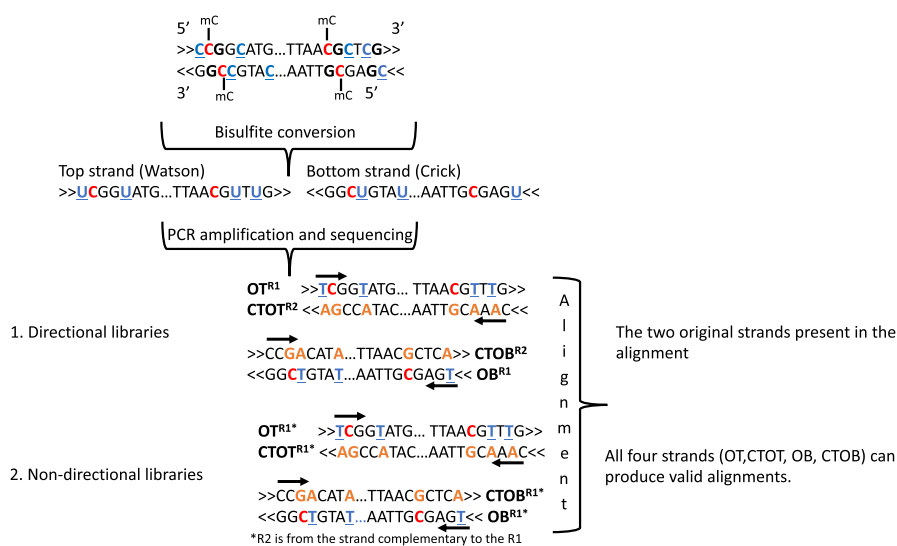 5’ mC mC 3’
>>CCGGCATG...TTAACGCTCG>>
<<GGCCGTAC...AATTGCGAGC<<
3’ mC mC 5’
Bisulfite conversion
Top strand (Watson) Bottom strand (Crick)
>>UCGGUATG...TTAACGUTUG>> <<GGCUGTAU...AATTGCGAGU<<
PCR amplification and sequencing
OTR1 >>TCGGTATG... TTAACGTTTG>>
CTOTR2 <<AGCCATAC... AATTGCAAAC<<
1. Directional libraries
>>CCGACATA...TTAACGCTCA>> CTOBR2
<<GGCTGTAT...AATTGCGAGT<< OBR1
The two original strands present in the
alignment
Alignment
OTR1* >>TCGGTATG... TTAACGTTTG>>
CTOTR1* <<AGCCATAC... AATTGCAAAC<<
2. Non-directional libraries
>>CCGACATA...TTAACGCTCA>> CTOBR1*
<<GGCTGTAT...AATTGCGAGT<< OBR1*
All four strands (OT,CTOT, OB, CTOB) can
produce valid alignments.
*R2 is from the strand complementary to the R1